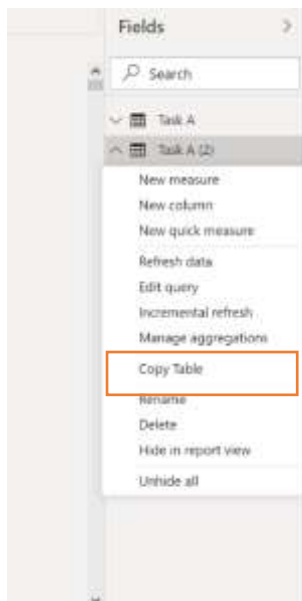 Fields
Search
Task A
Task A (2)
New measure
New column
New quick measure
Refresh data
Edit query
Incremental refresh
Manage aggregations
Copy Table
Rename
Delete
Hide in report view
Unhide all